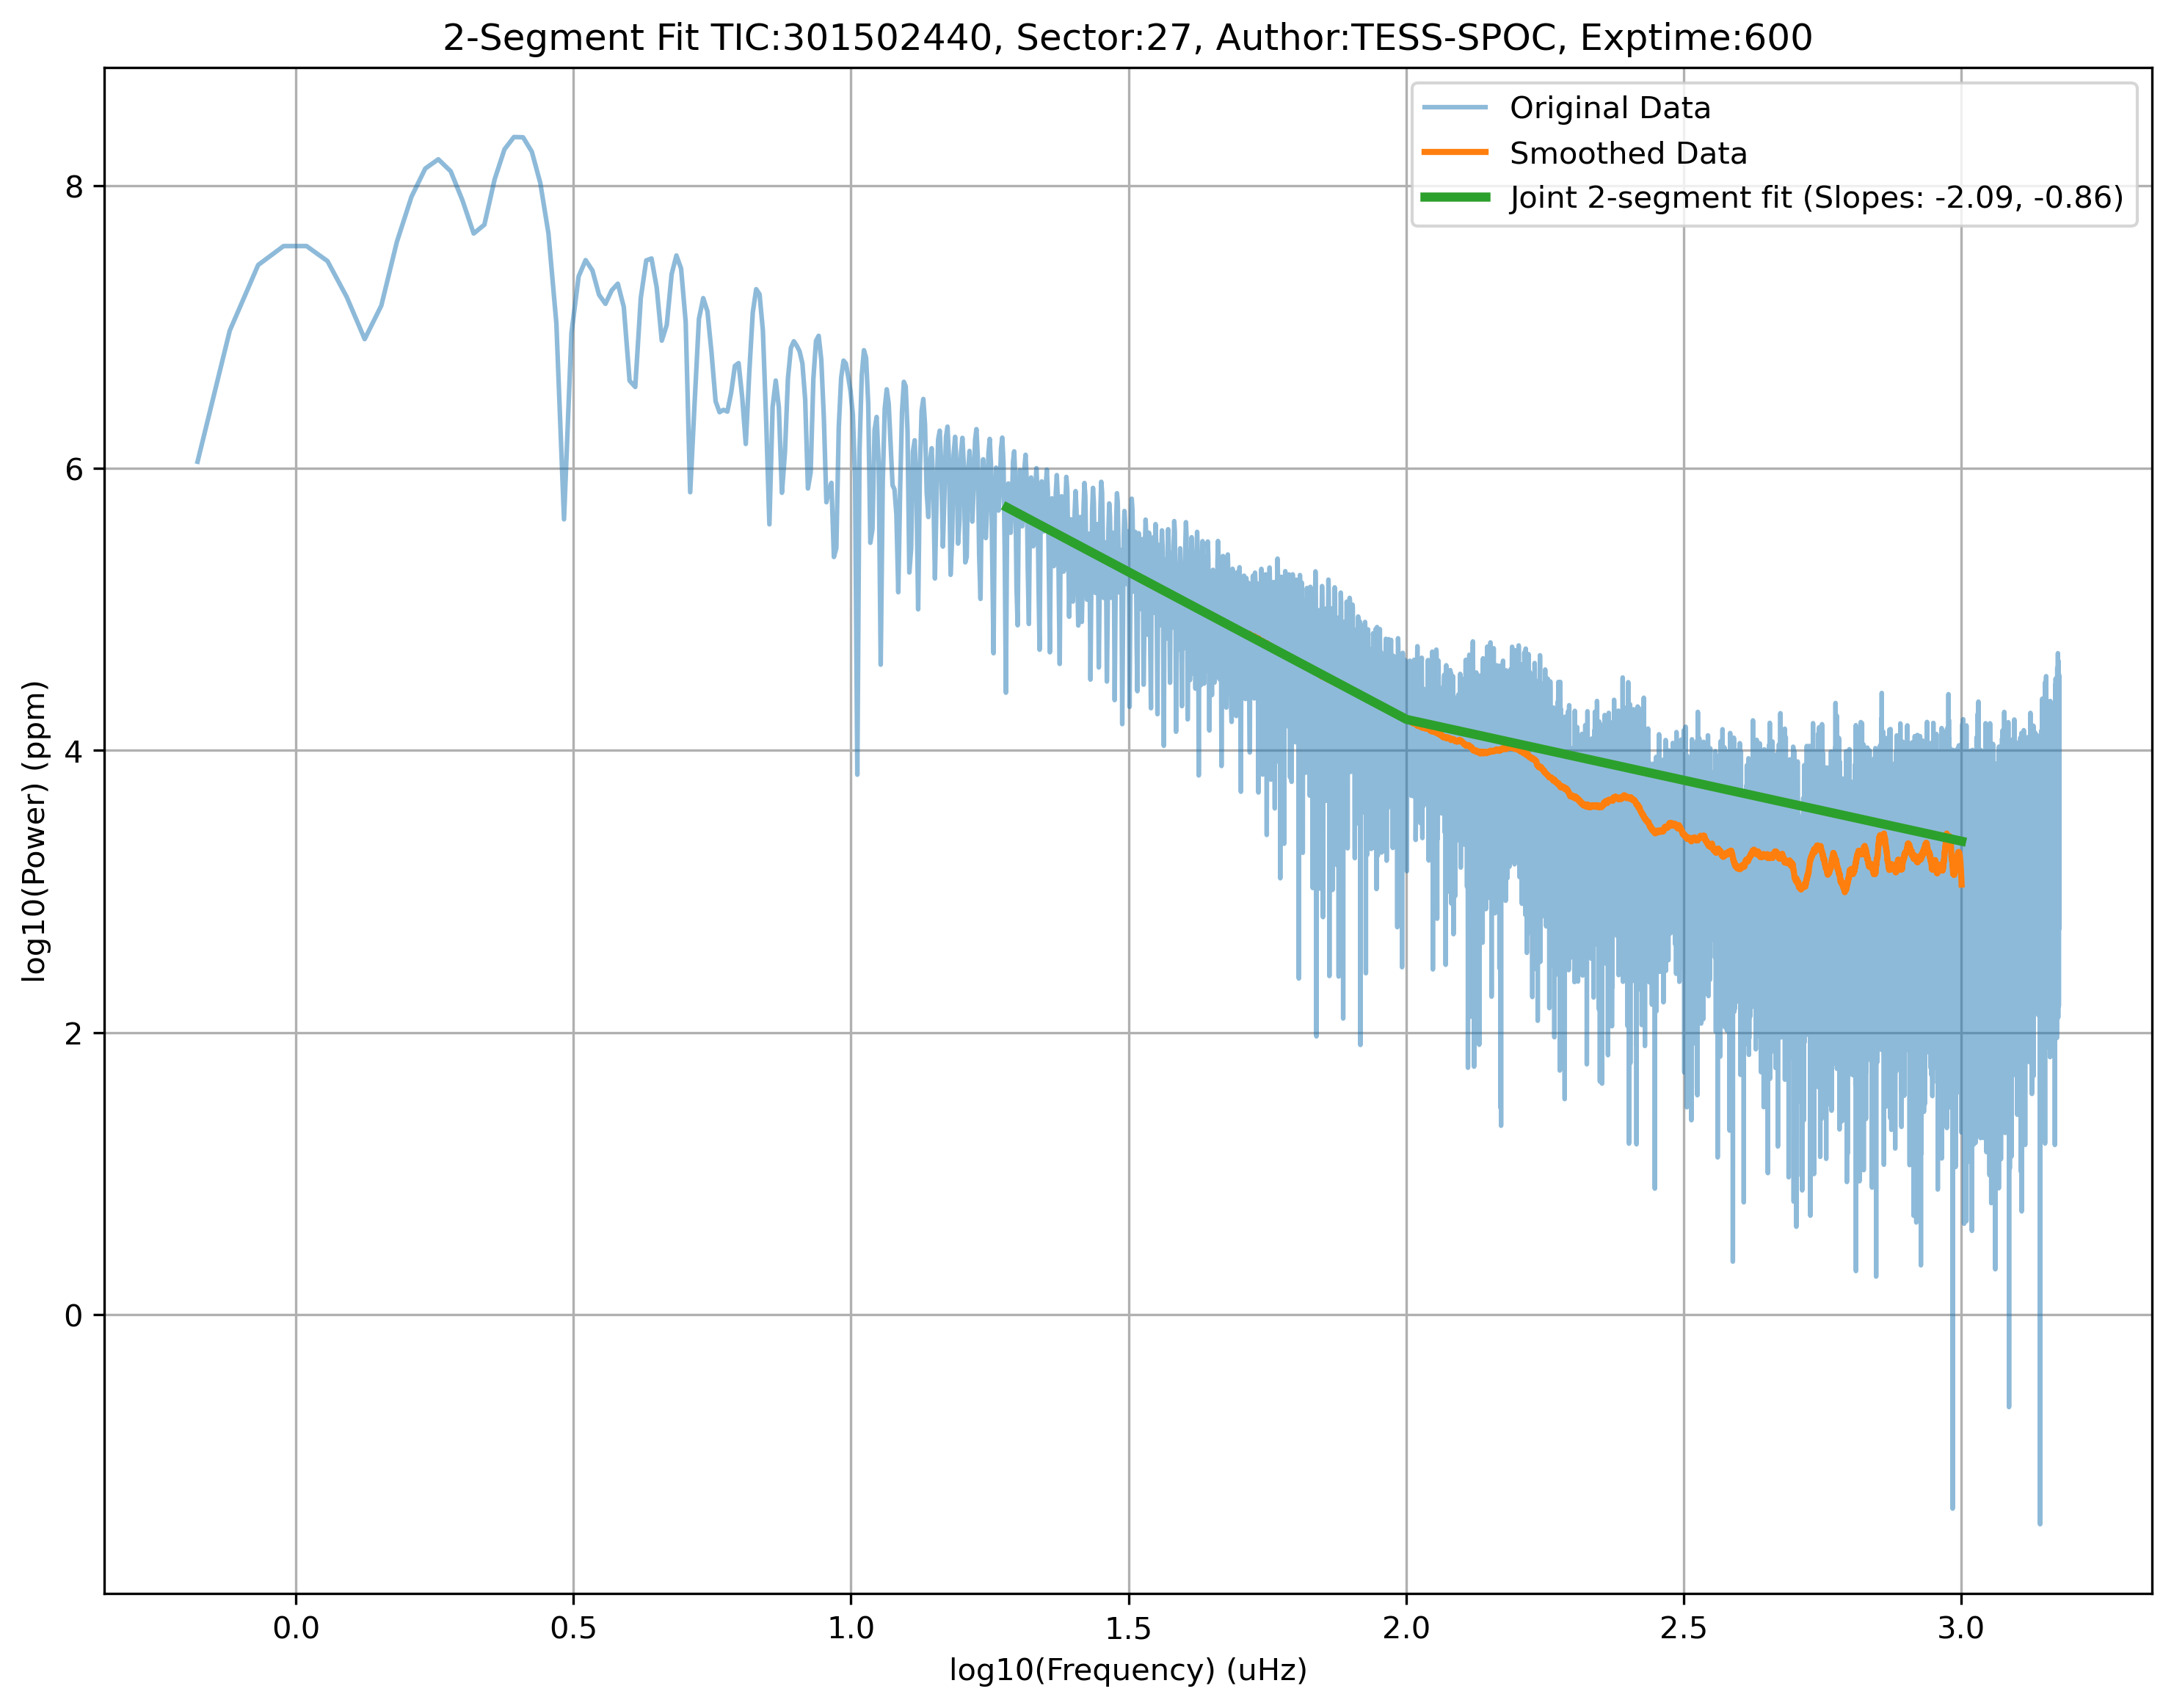 2-Segment Fit TIC:301502440, Sector:27, Author:TESS-SPOC, Exptime:600
Original Data
Smoothed Data
Joint 2-segment fit (Slopes: -2.09, -0.86)
log10(Power) (ppm)
8
6
4
2
0
0.0 0.5 1.0 1.5 2.0 2.5 3.0
log10(Frequency) (uHz)